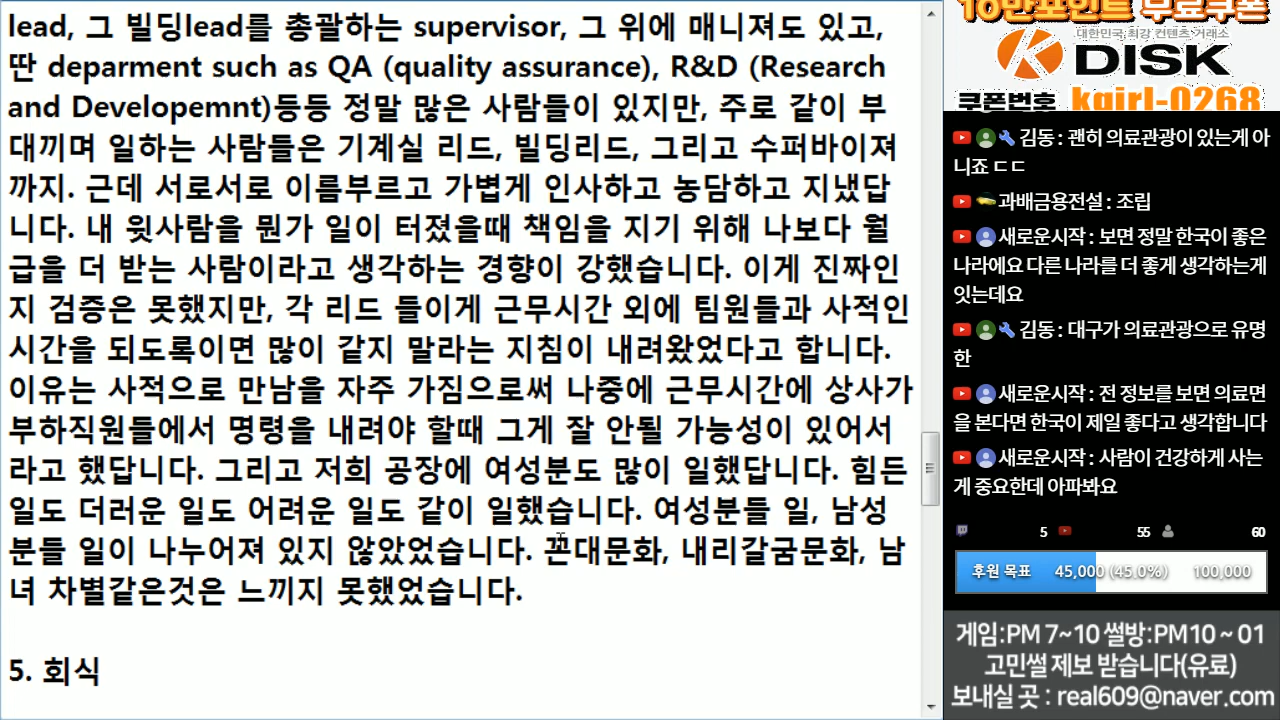 lead, 그 빌딩lead를 총괄하는 supervisor, 그 위에 매니져도 있고,
딴 deparment such as QA (quality assurance), R&D (Research
and Developemnt)등등 정말 많은 사람들이 있지만, 주로 같이 부
대끼며 일하는 사람들은 기계실 리드, 빌딩리드, 그리고 수퍼바이져
까지. 근데 서로서로 이름부르고 가볍게 인사하고 농담하고 지냈답
니다. 내 윗사람을 뭔가 일이 터졌을때 책임을 지기 위해 나보다 월
급을 더 받는 사람이라고 생각하는 경향이 강했습니다. 이게 진짜인
지 검증은 못했지만, 각 리드 들이게 근무시간 외에 팀원들과 사적인
시간을 되도록이면 많이 같지 말라는 지침이 내려왔었다고 합니다.
이유는 사적으로 만남을 자주 가짐으로써 나중에 근무시간에 상사가
부하직원들에서 명령을 내려야 할때 그게 잘 안될 가능성이 있어서
라고 했답니다. 그리고 저희 공장에 여성분도 많이 일했답니다. 힘든
일도 더러운 일도 어려운 일도 같이 일했습니다. 여성분들 일, 남성
분들 일이 나누어져 있지 않았었습니다. 꼰대문화, 내리갈굼문화, 남
녀 차별같은것은 느끼지 못했었습니다.
5. 회식
10만포인트 무료쿠폰
대한민국 최강 컨텐츠 거래소
K DISK
쿠폰번호 kgirl-0268
김동 : 괜히 의료관광이 있는게 아
니죠 ㄷㄷ
과배금융전설 : 조립
새로운시작 : 보면 정말 한국이 좋은
나라에요 다른 나라를 더 좋게 생각하는게
잇는데요
김동 : 대구가 의료관광으로 유명
한
새로운시작 : 전 정보를 보면 의료면
을 본다면 한국이 제일 좋다고 생각합니다
새로운시작 : 사람이 건강하게 사는
게 중요한데 아파봐요
5 55 60
후원 목표 45,000 (45.0%) 100,000
게임:PM 7~10 썰방:PM10 ~ 01
고민썰 제보 받습니다(유료)
보내실 곳 : real609@naver.com